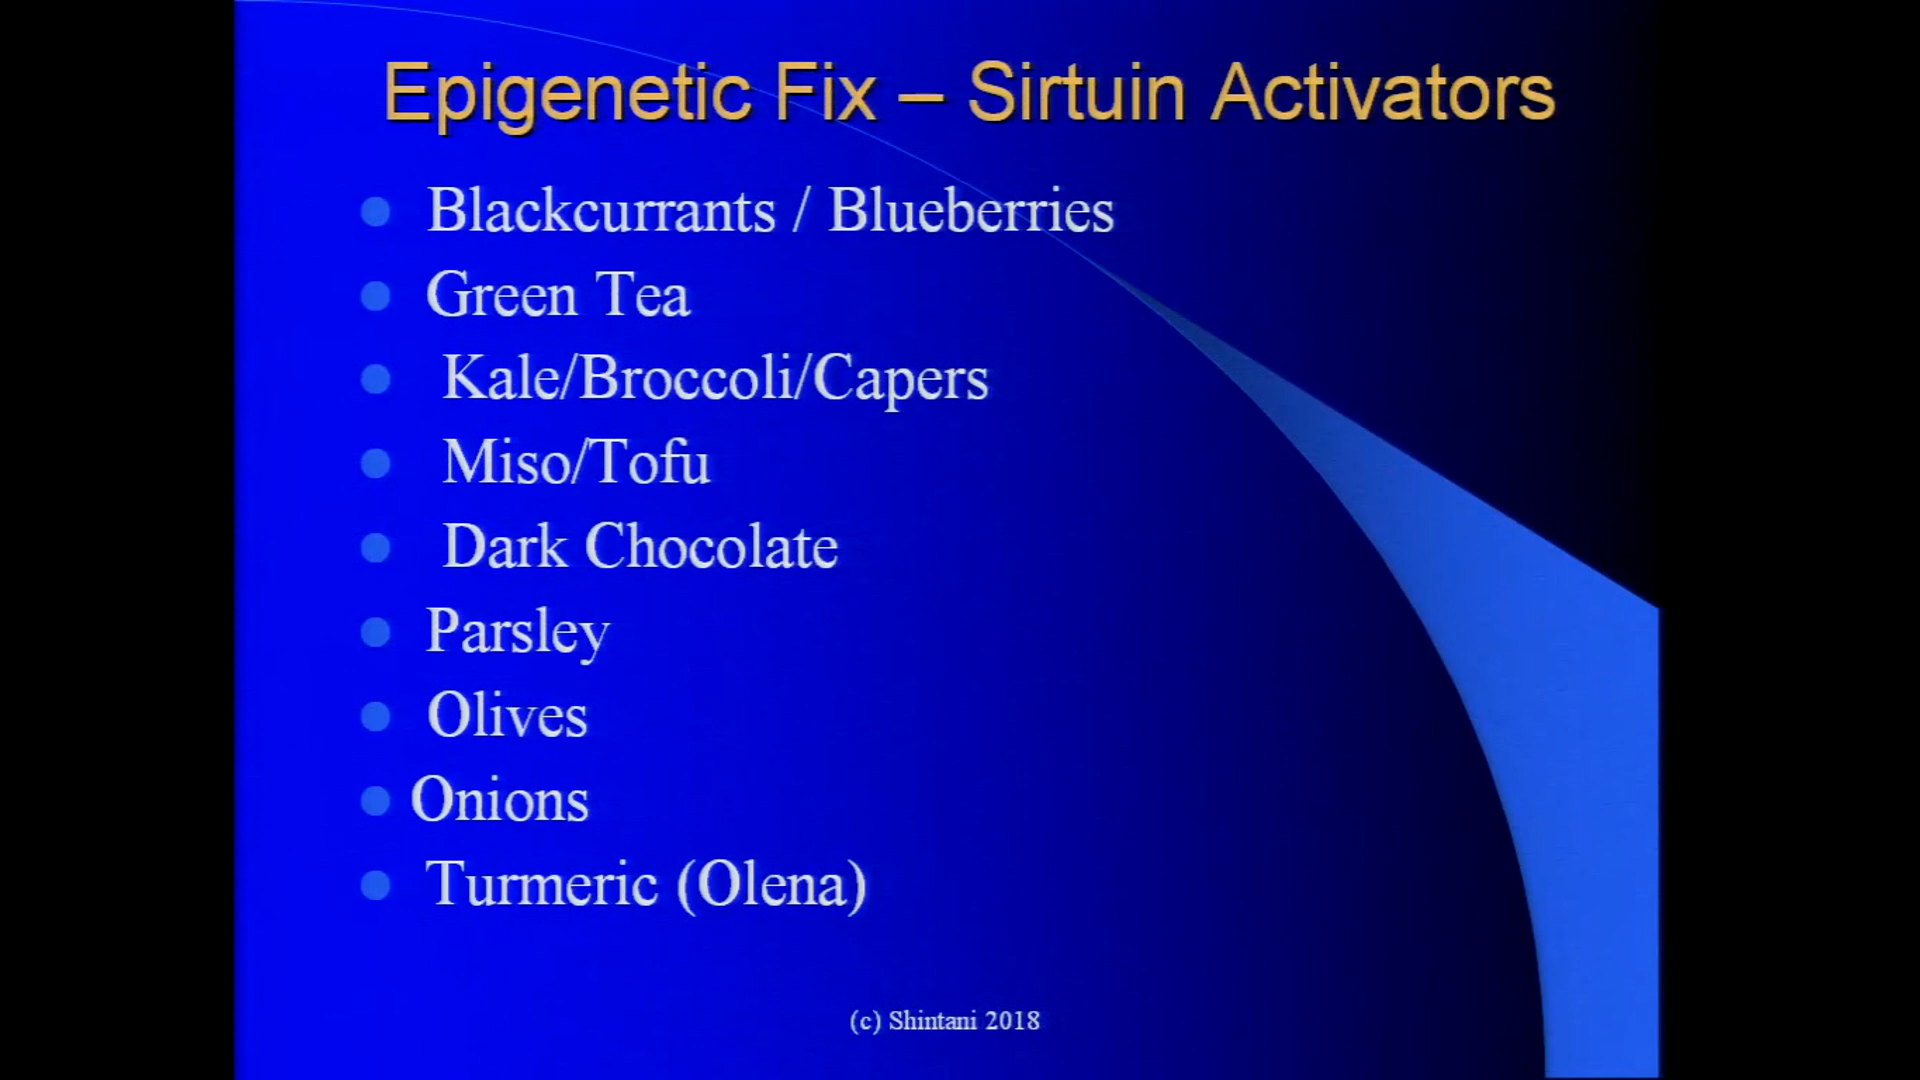 Epigenetic Fix – Sirtuin Activators
Blackcurrants / Blueberries
Green Tea
Kale/Broccoli/Capers
Miso/Tofu
Dark Chocolate
Parsley
Olives
Onions
Turmeric (Olena)
(c) Shintani 2018